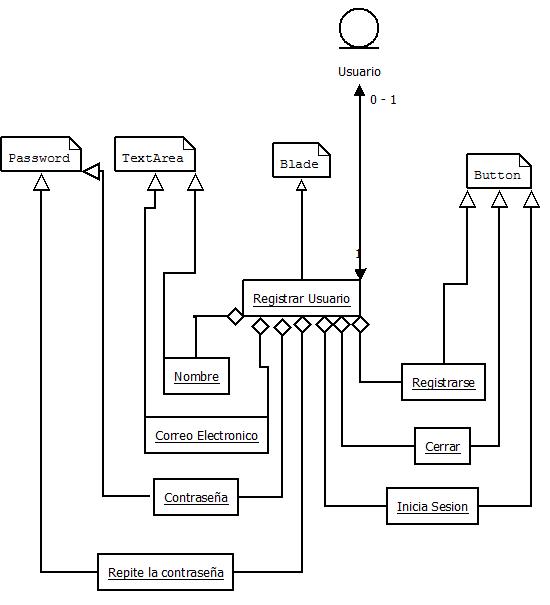 Usuario
0 - 1
Password
TextArea
Blade
Button
1
Registrar Usuario
Nombre
Registrarse
Correo Electronico
Cerrar
Contraseña
Inicia Sesion
Repite la contraseña